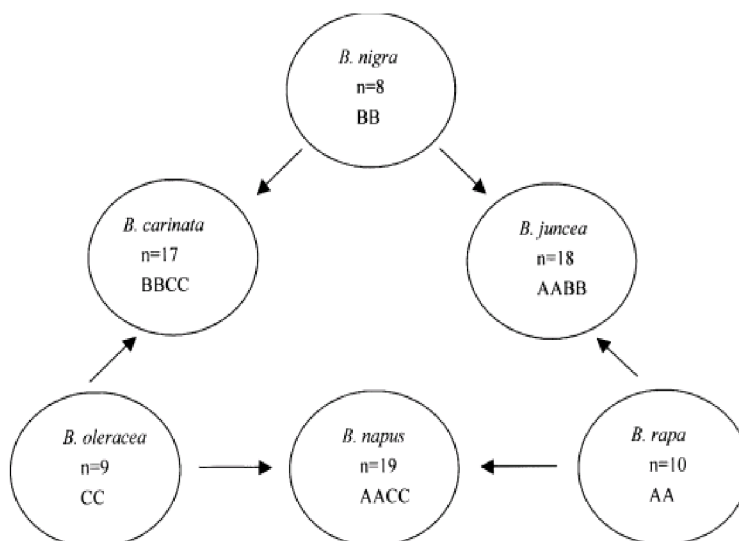 B. nigra
n=8
BB
B. carinata
n=17
BBCC
B. juncea
n=18
AABB
B. oleracea
n=9
CC
B. napus
n=19
AACC
B. rapa
n=10
AA